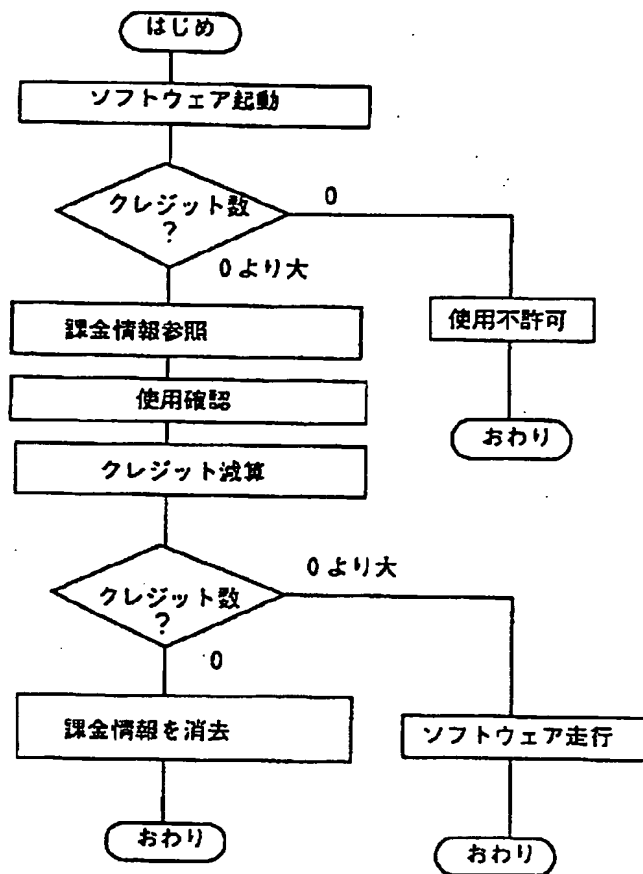 はじめ
ソフトウェア起動
クレジット数
?
0
0より大
課金情報参照
使用不許可
使用確認
おわり
クレジット減算
0より大
クレジット数
?
0
課金情報を消去
ソフトウェア走行
おわり
おわり